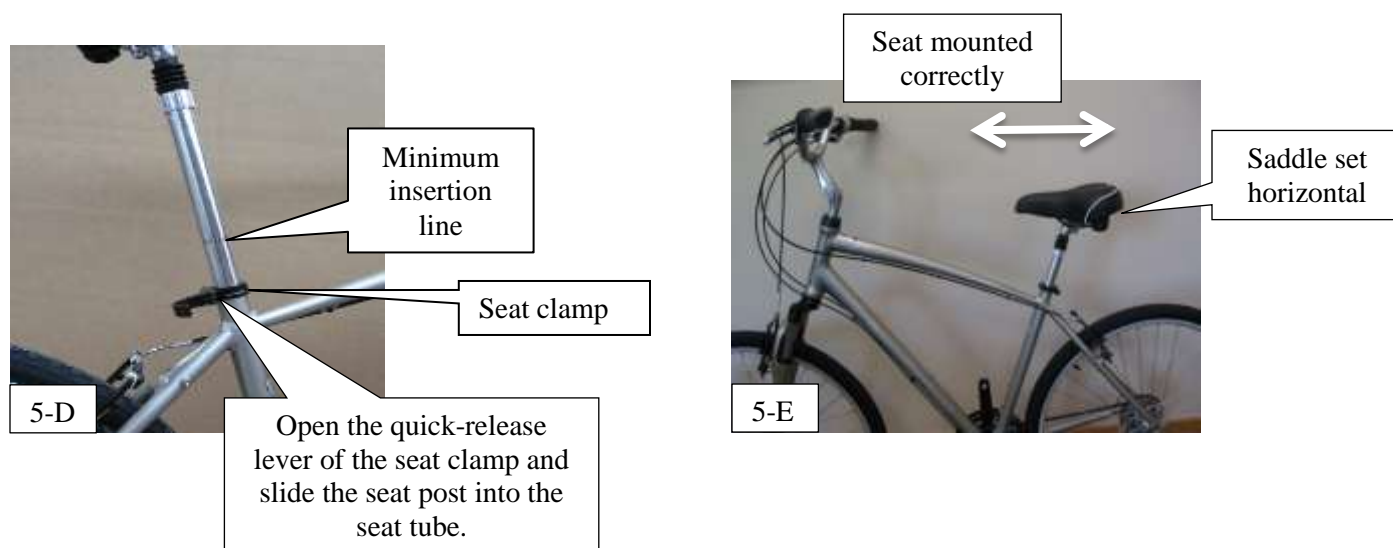 Minimum
insertion
line
Seat clamp
5-D
Open the quick-release
lever of the seat clamp and
slide the seat post into the
seat tube.
Seat mounted
correctly
Saddle set
horizontal
5-E